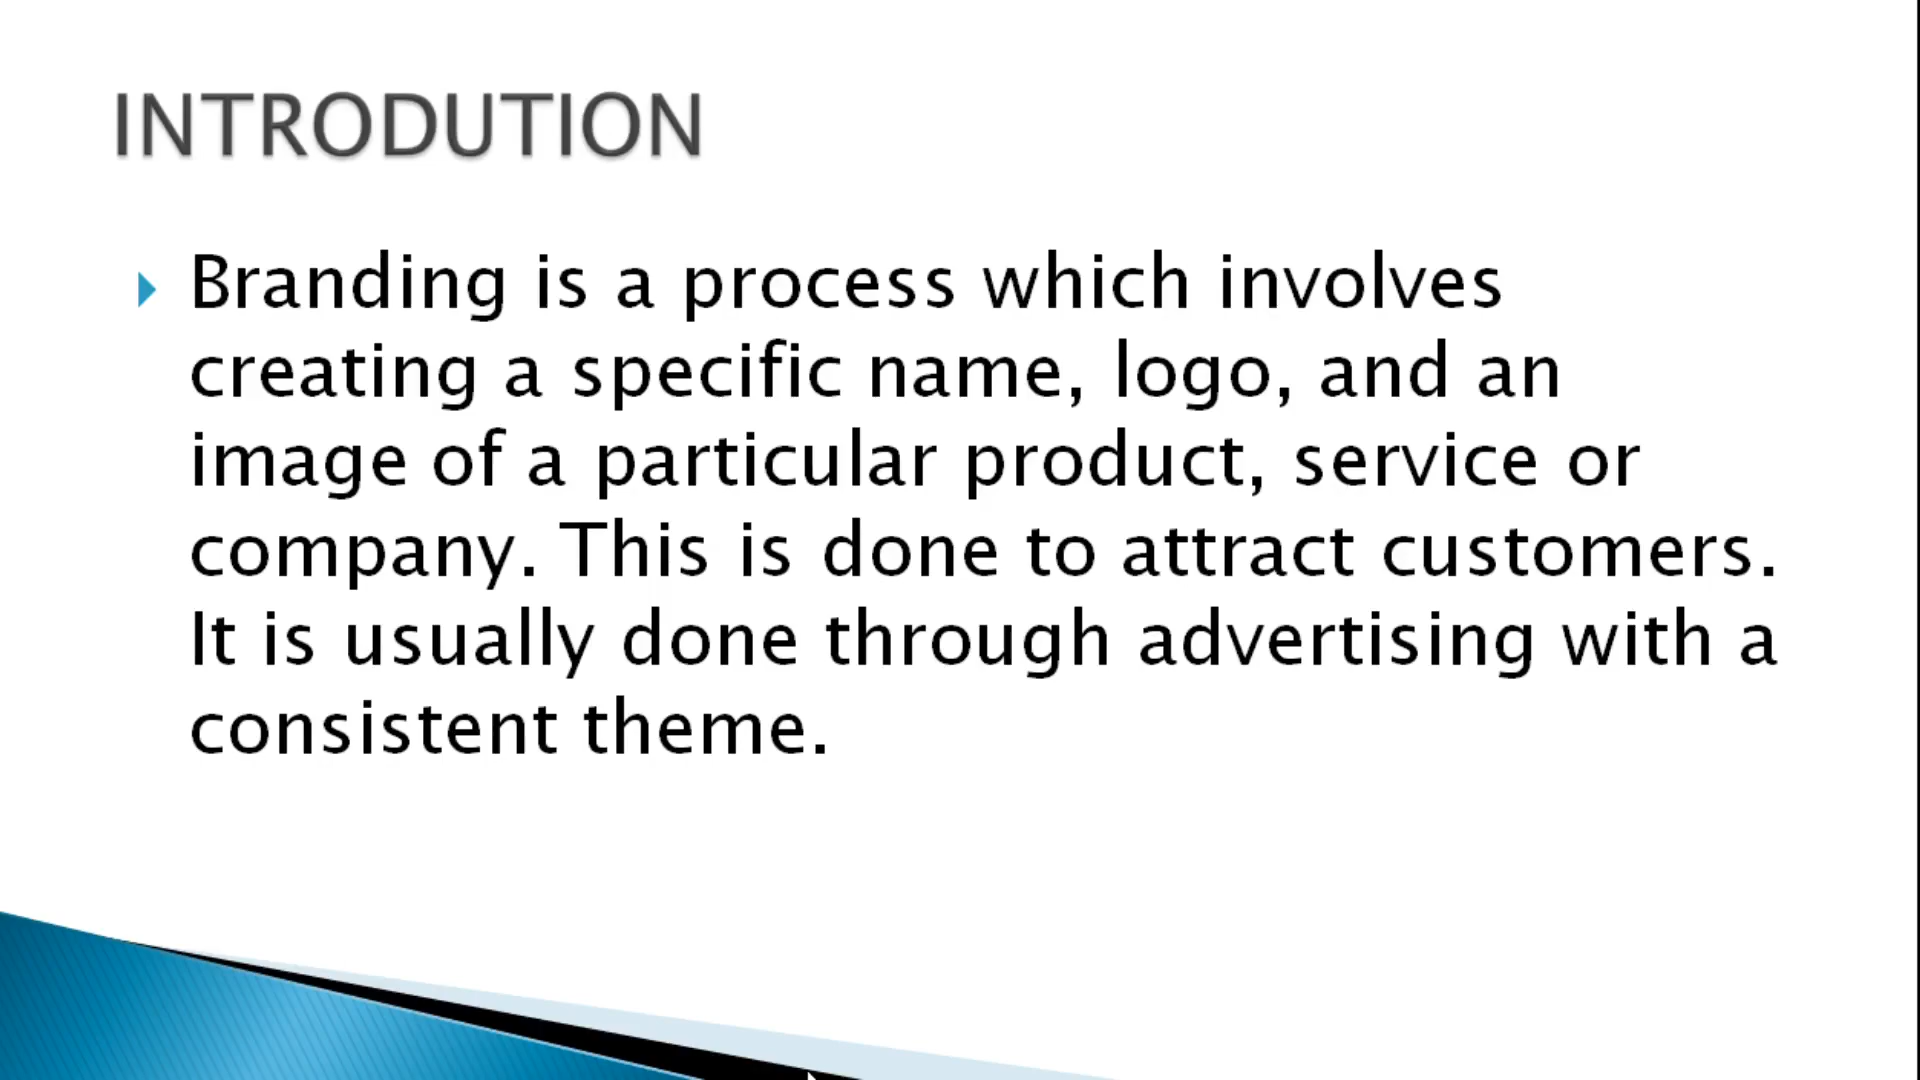 INTRODUTION
Branding is a process which involves
creating a specific name, logo, and an
image of a particular product, service or
company. This is done to attract customers.
It is usually done through advertising with a
consistent theme.